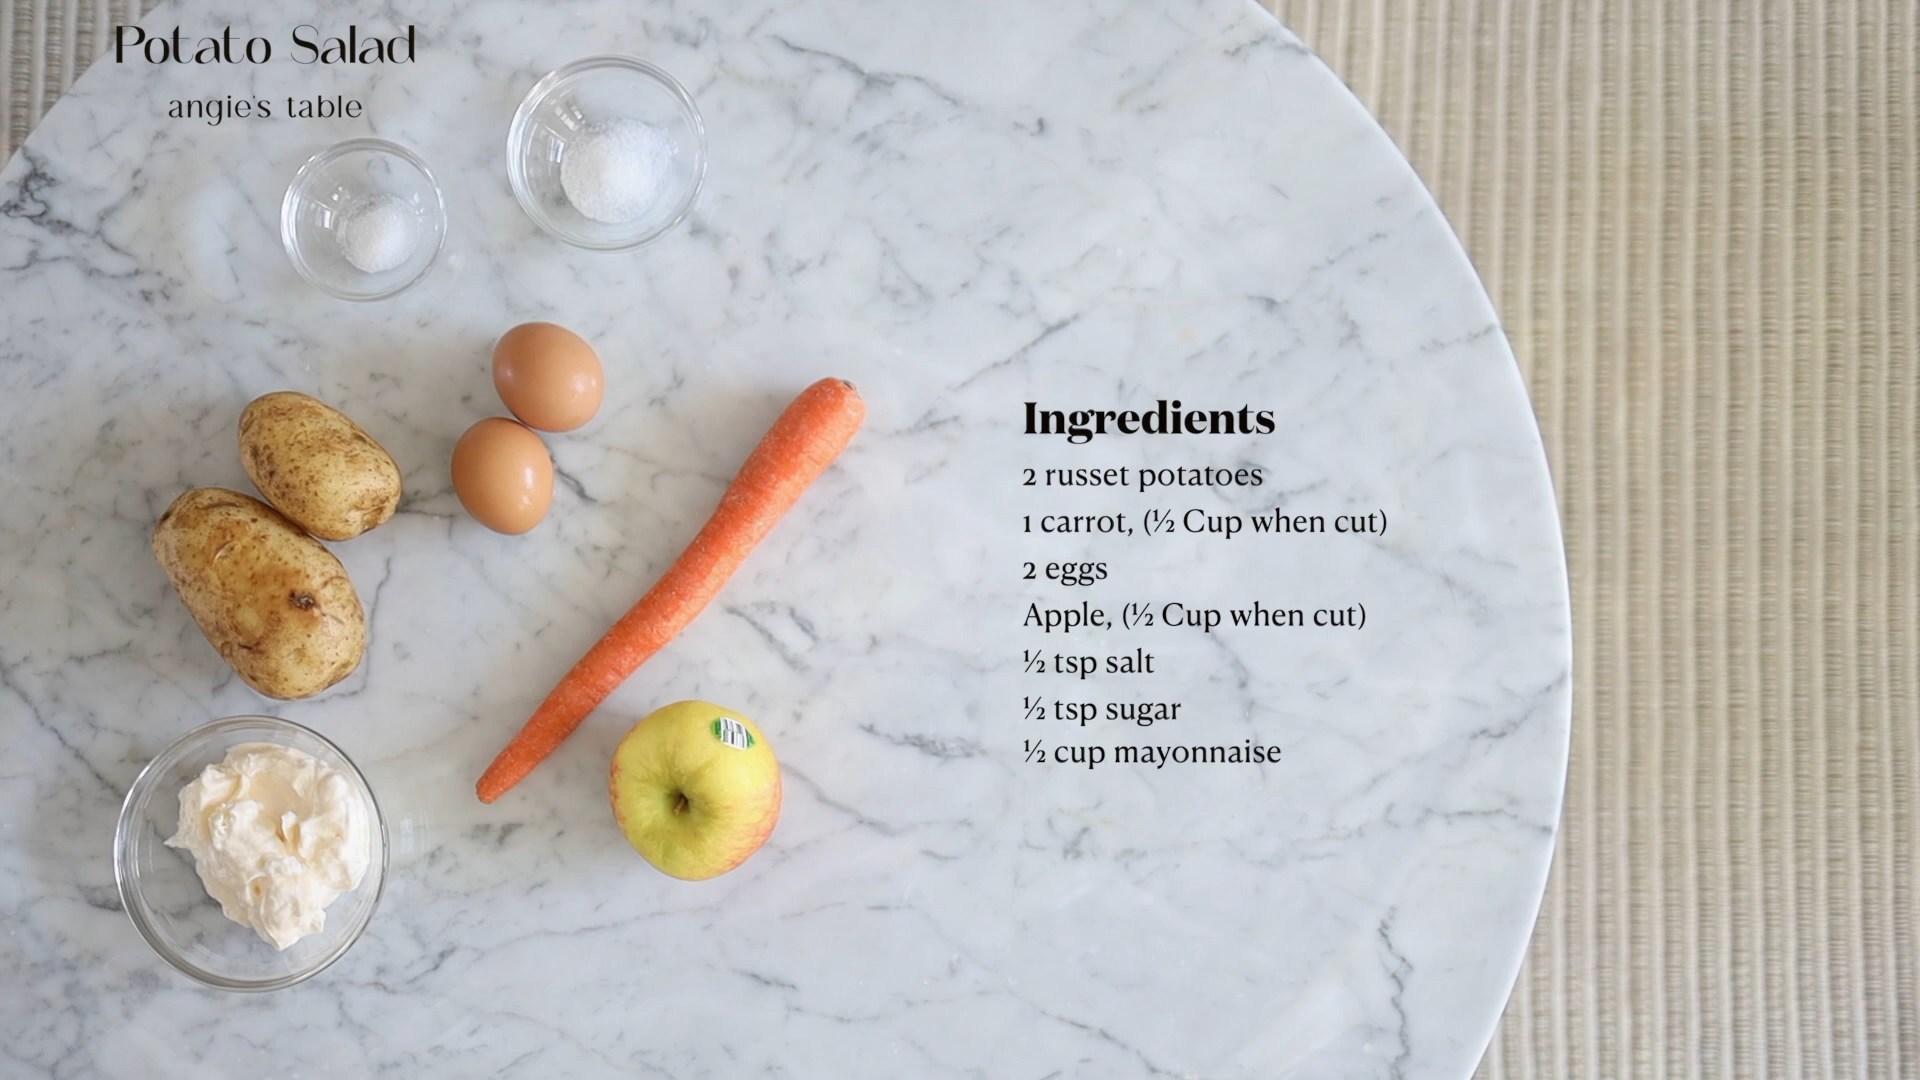 Potato Salad
angie's table
Ingredients
2 russet potatoes
1 carrot, (½ Cup when cut)
2 eggs
Apple, (½ Cup when cut)
½ tsp salt
½ tsp sugar
½ cup mayonnaise